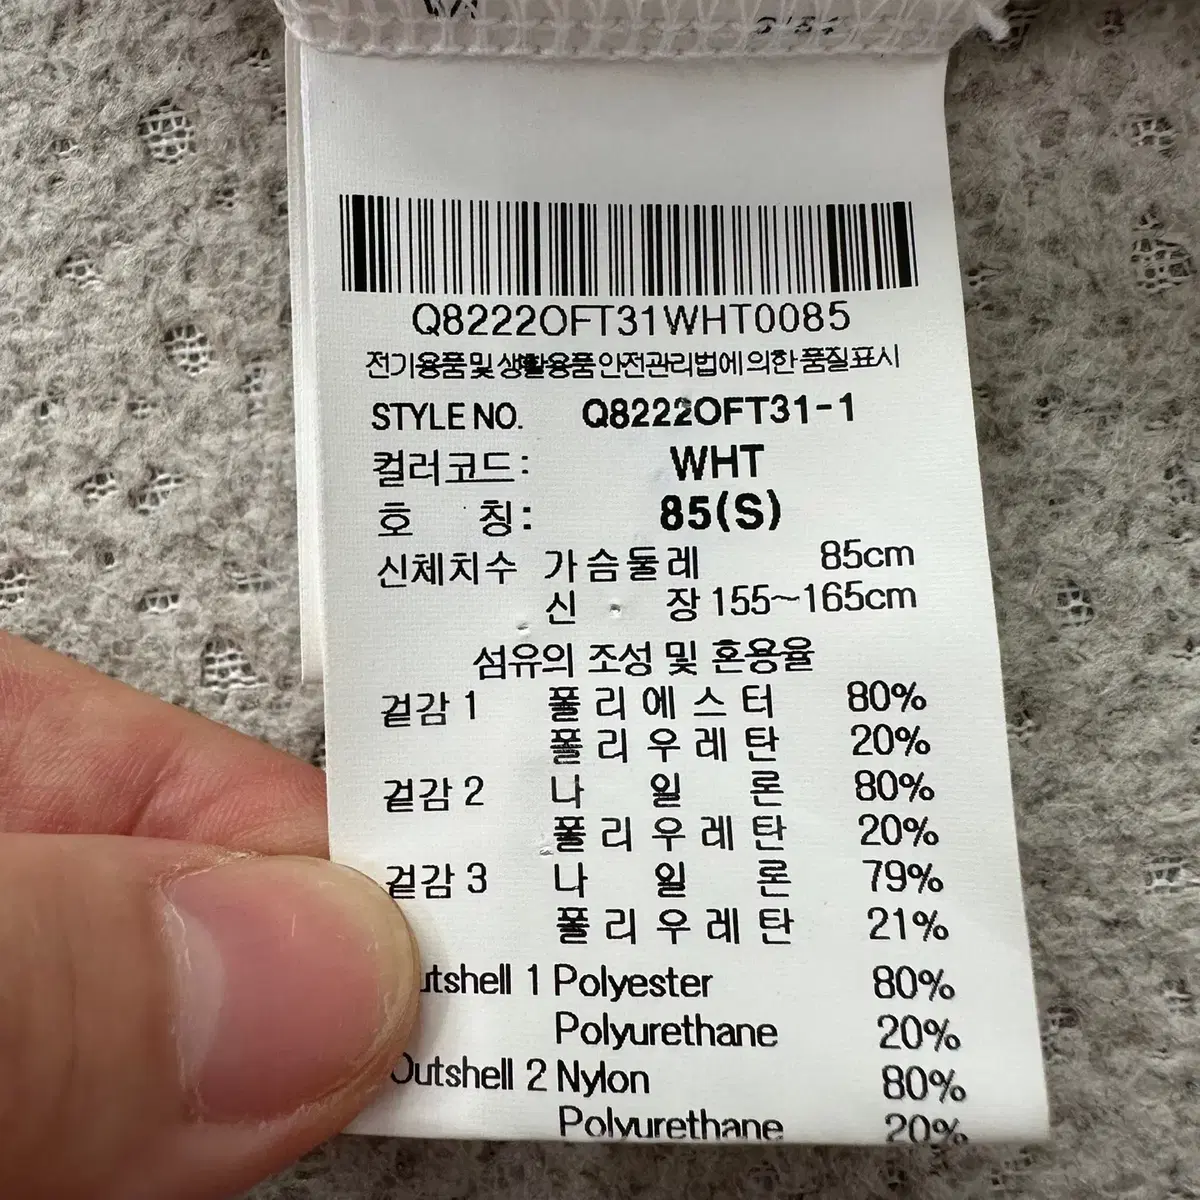 Q8222OFT31WHT0085
전기용품 및 생활용품 안전관리법에 의한 품질표시
STYLE NO. Q8222OFT31-1
컬러코드: WHT
호 칭: 85(S)
신체치수 가슴둘레 85cm
신 장 155~165cm
섬유의 조성 및 혼용율
겉감 1 폴리에스터 80%
폴리우레탄 20%
겉감 2 나일론 80%
폴리우레탄 20%
겉감 3 나일론 79%
폴리우레탄 21%
utshell 1 Polyester 80%
Polyurethane 20%
Outshell 2 Nylon 80%
Polyurethane 20%